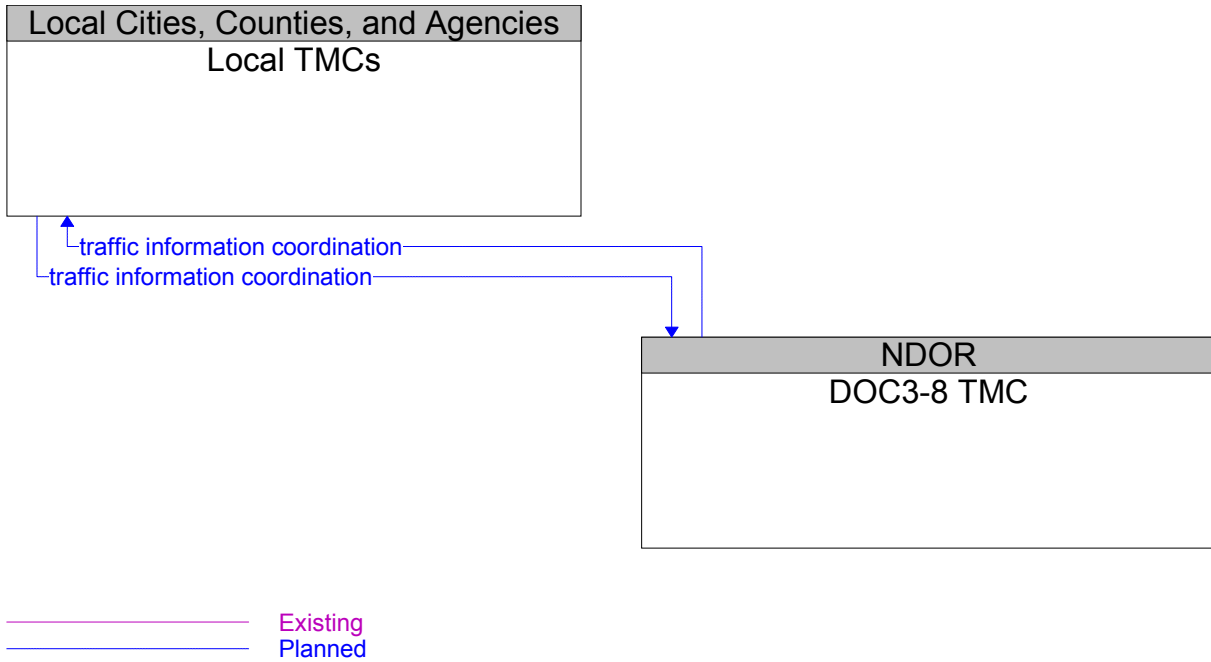 Local Cities, Counties, and Agencies
Local TMCs
traffic information coordination
traffic information coordination
NDOR
DOC3-8 TMC
Existing
Planned